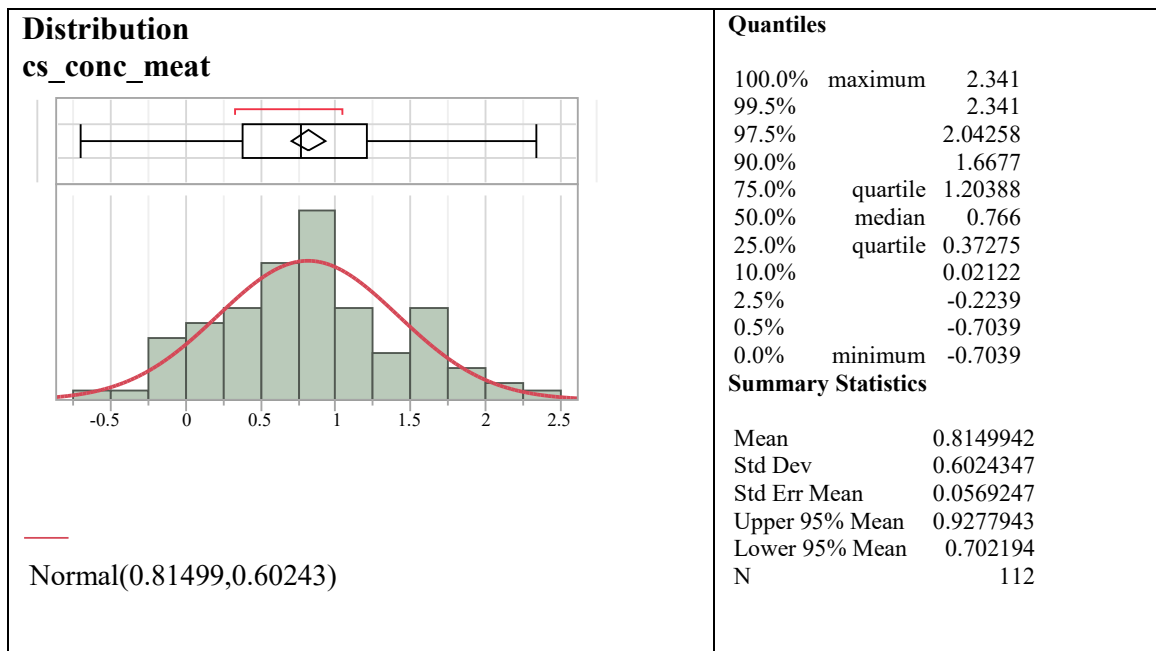 Distribution
cs_conc_meat
-0.5 0 0.5 1 1.5 2 2.5
Normal(0.81499,0.60243)
Quantiles
100.0% maximum 2.341
99.5% 2.341
97.5% 2.04258
90.0% 1.6677
75.0% quartile 1.20388
50.0% median 0.766
25.0% quartile 0.37275
10.0% 0.02122
2.5% -0.2239
0.5% -0.7039
0.0% minimum -0.7039
Summary Statistics
Mean 0.8149942
Std Dev 0.6024347
Std Err Mean 0.0569247
Upper 95% Mean 0.9277943
Lower 95% Mean 0.702194
N 112